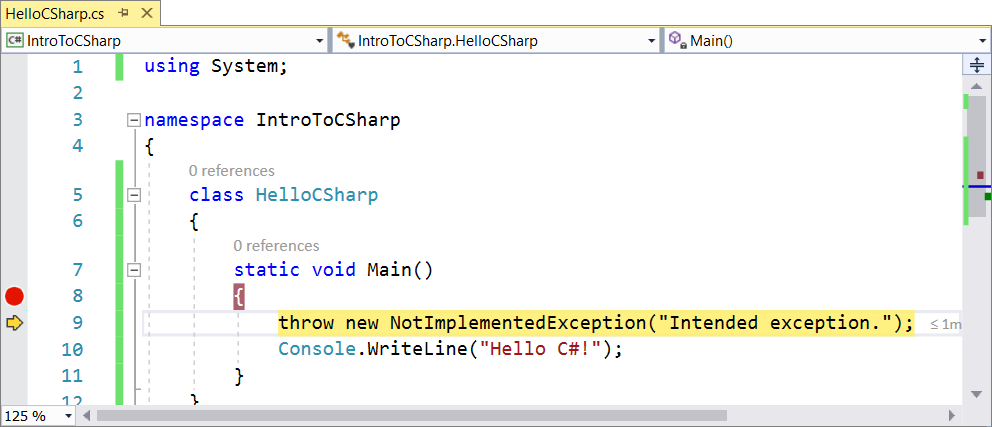 HelloCSharp.cs
IntroToCSharp IntroToCSharp.HelloCSharp Main()
1 using System;
2
3 namespace IntroToCSharp
4 {
0 references
5 class HelloCSharp
6 {
0 references
7 static void Main()
8 {
9 throw new NotImplementedException("Intended exception."); ≤ 1m
10 Console.WriteLine("Hello C#!");
11 }
12 }
125 %